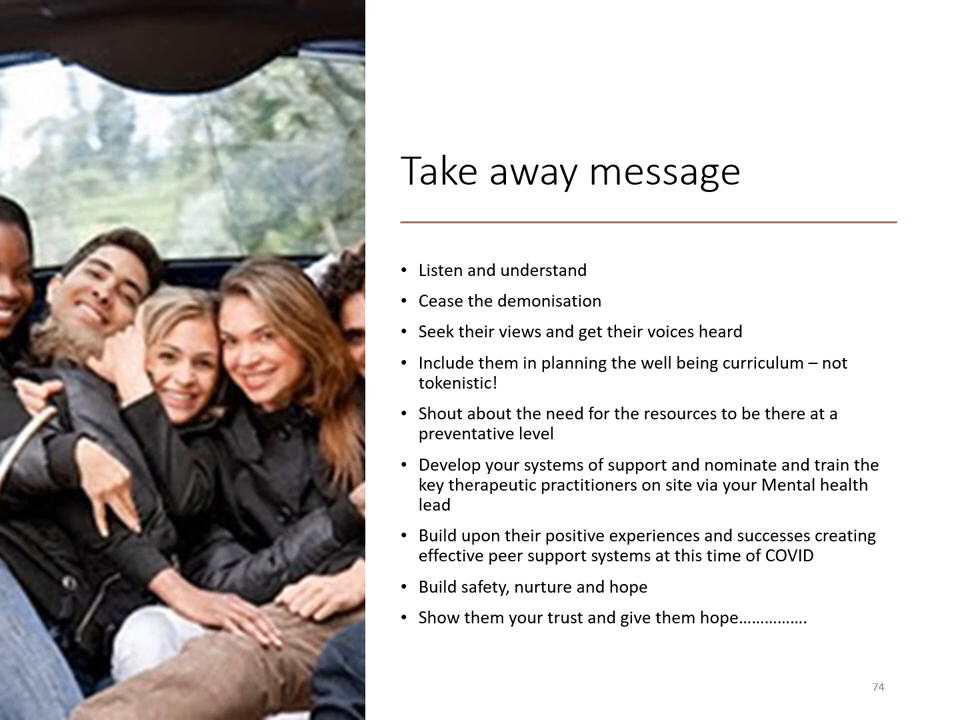 Take away message
• Listen and understand
• Cease the demonisation
• Seek their views and get their voices heard
• Include them in planning the well being curriculum – not
tokenistic!
• Shout about the need for the resources to be there at a
preventative level
• Develop your systems of support and nominate and train the
key therapeutic practitioners on site via your Mental health
lead
• Build upon their positive experiences and successes creating
effective peer support systems at this time of COVID
• Build safety, nurture and hope
• Show them your trust and give them hope…………….
74